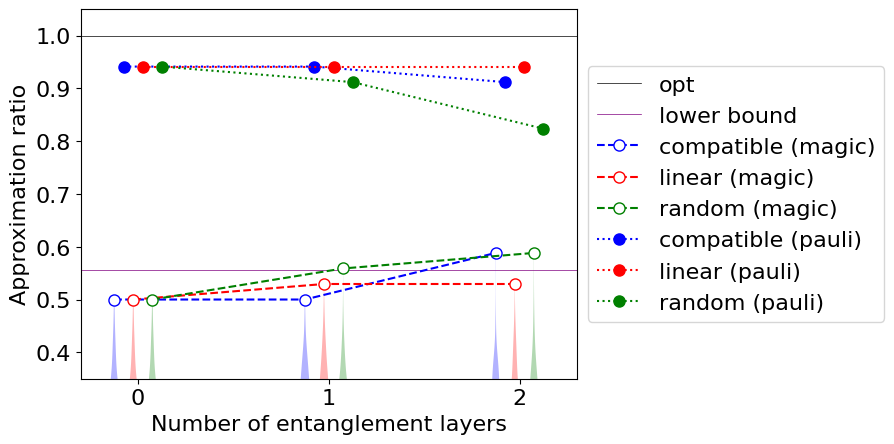 1.0
0.9
0.8
0.7
0.6
0.5
0.4
Approximation ratio
0 1 2
Number of entanglement layers
opt
lower bound
compatible (magic)
linear (magic)
random (magic)
compatible (pauli)
linear (pauli)
random (pauli)